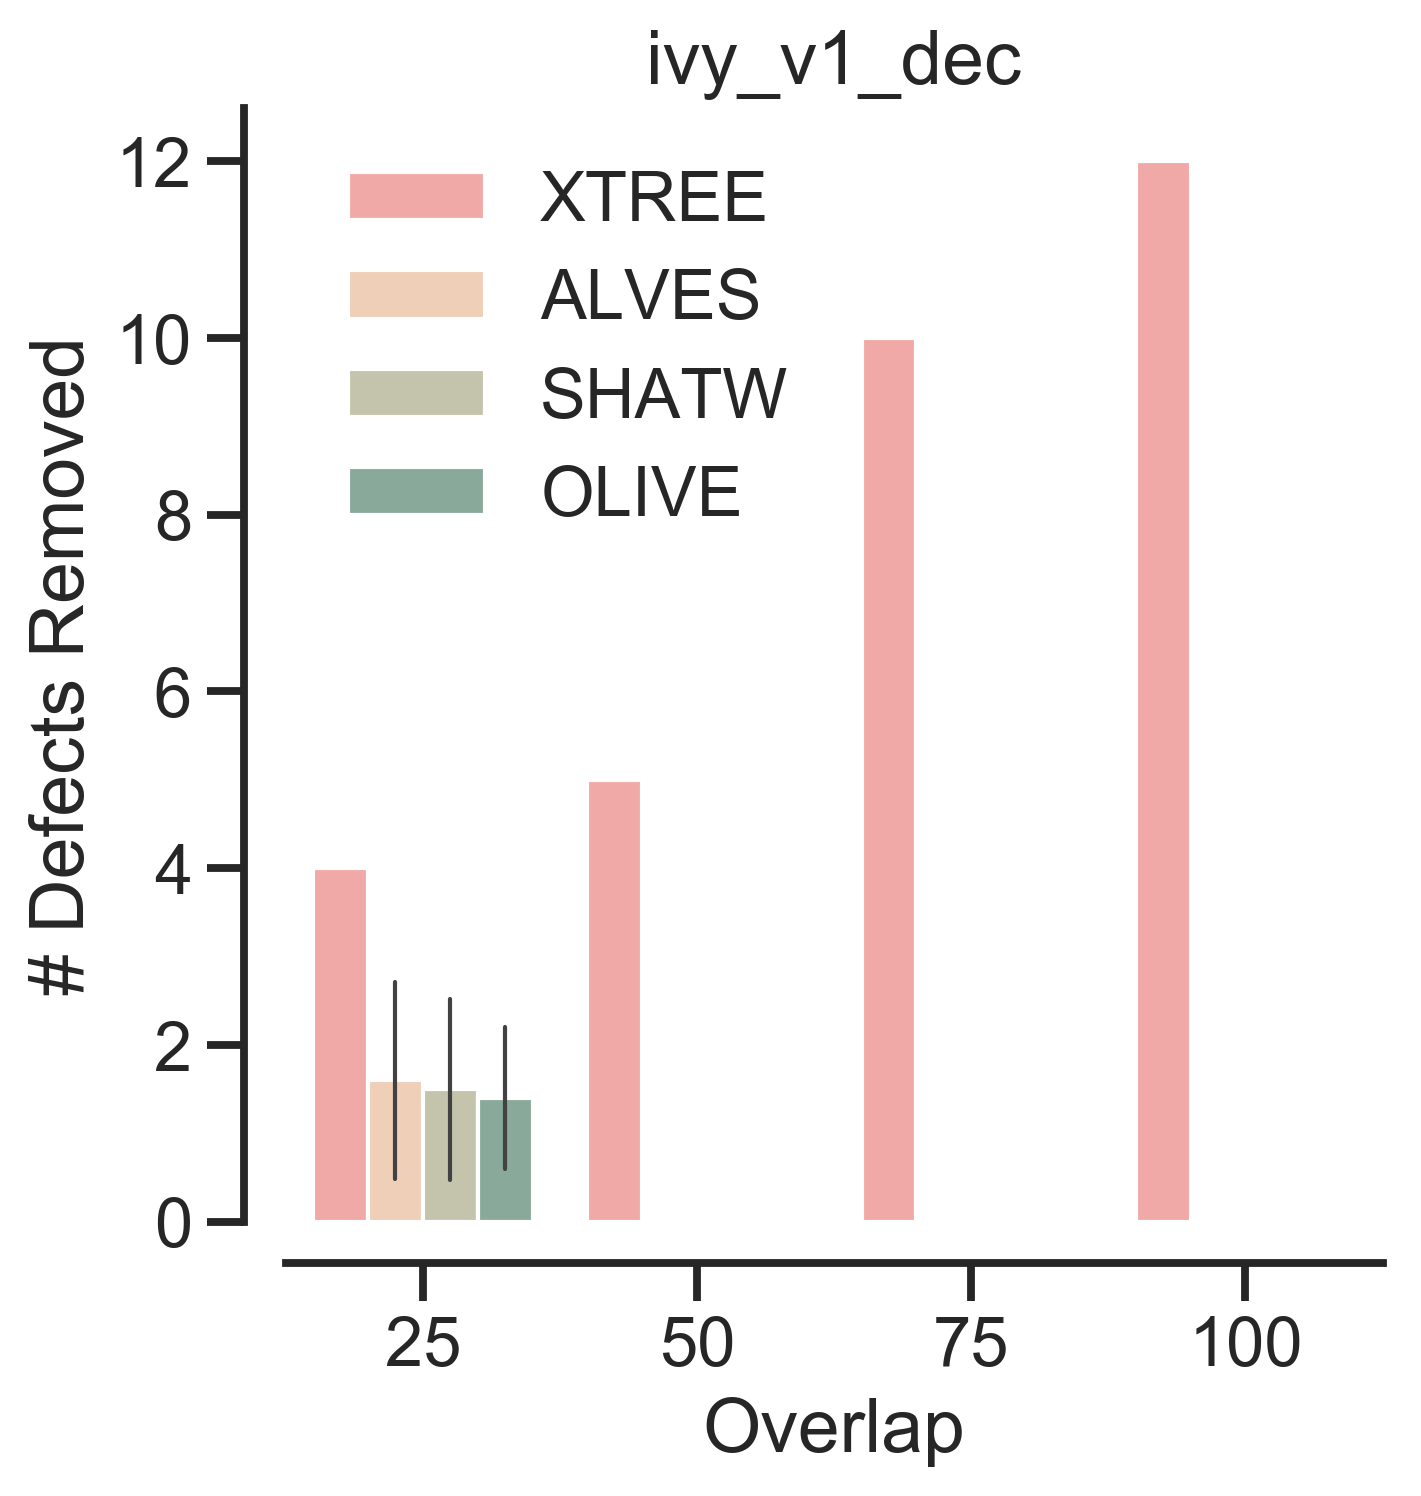 ivy_v1_dec
12
10
8
6
4
2
0
# Defects Removed
XTREE
ALVES
SHATW
OLIVE
25 50 75 100
Overlap